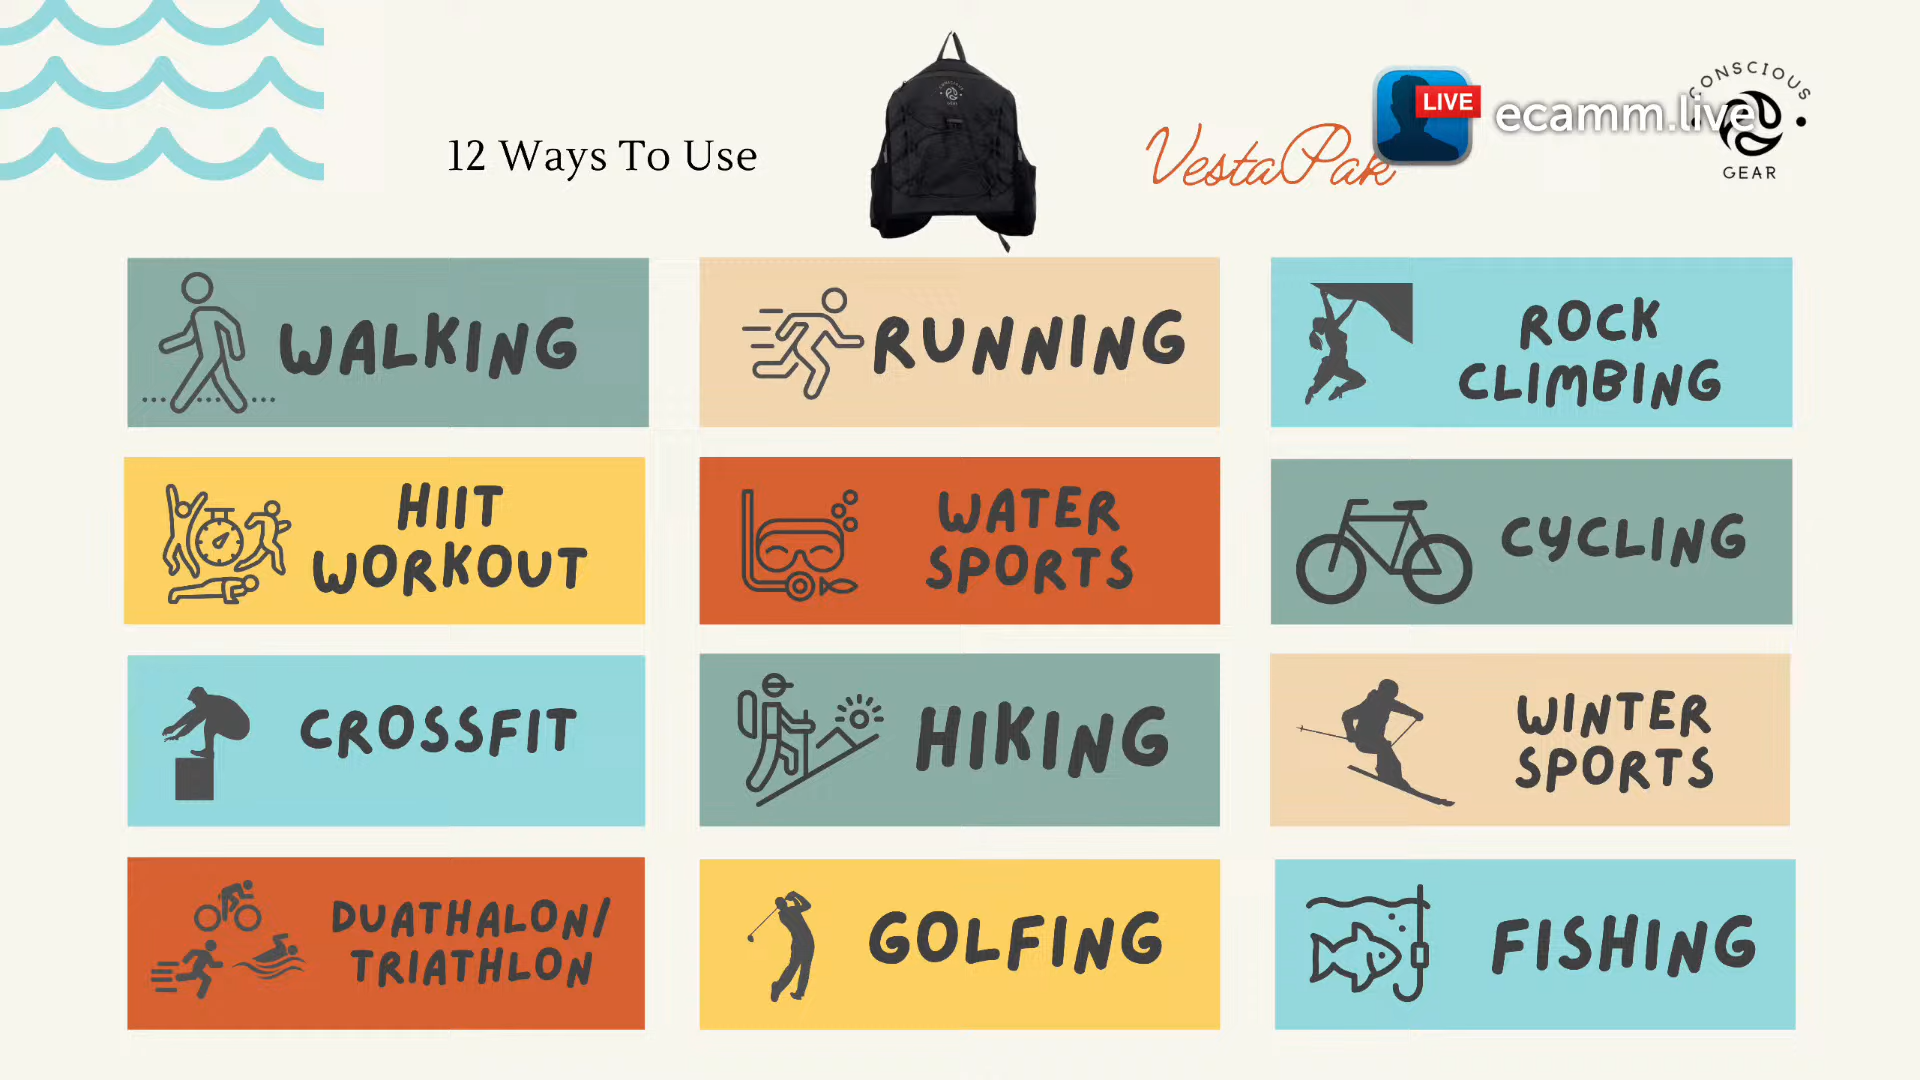 12 Ways To Use
VestaPak
LIVE
ecamm.live
CONSCIOUS
GEAR
WALKING
RUNNING
ROCK
CLIMBING
HIIT
WORKOUT
WATER
SPORTS
CYCLING
CROSSFIT
HIKING
WINTER
SPORTS
DUATHALON/
TRIATHLON
GOLFING
FISHING